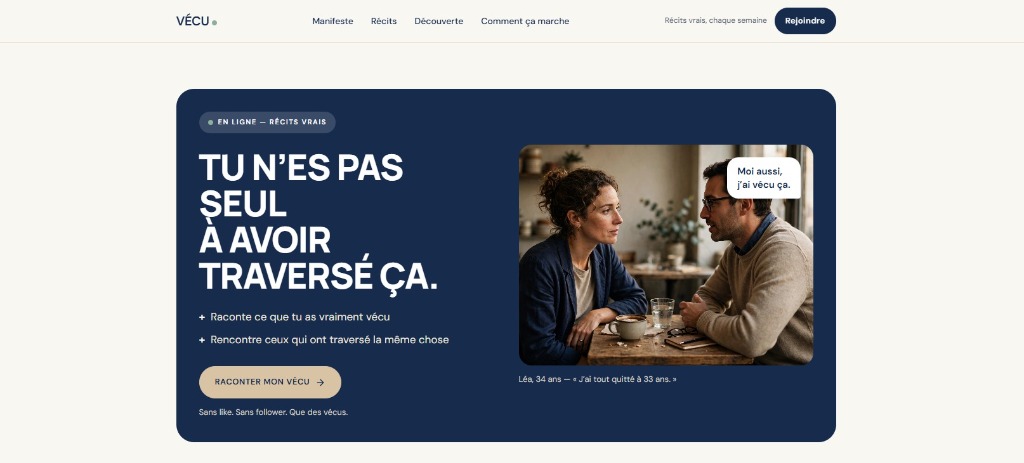 VÉCU
Manifeste
Récits
Découverte
Comment ça marche
Récits vrais, chaque semaine
Rejoindre
EN LIGNE — RÉCITS VRAIS
TU N’ES PAS
SEUL
À AVOIR
TRAVERSÉ ÇA.
+ Raconte ce que tu as vraiment vécu
+ Rencontre ceux qui ont traversé la même chose
RACONTER MON VÉCU →
Sans like. Sans follower. Que des vécus.
Moi aussi,
j’ai vécu ça.
Léa, 34 ans — « J’ai tout quitté à 33 ans. »